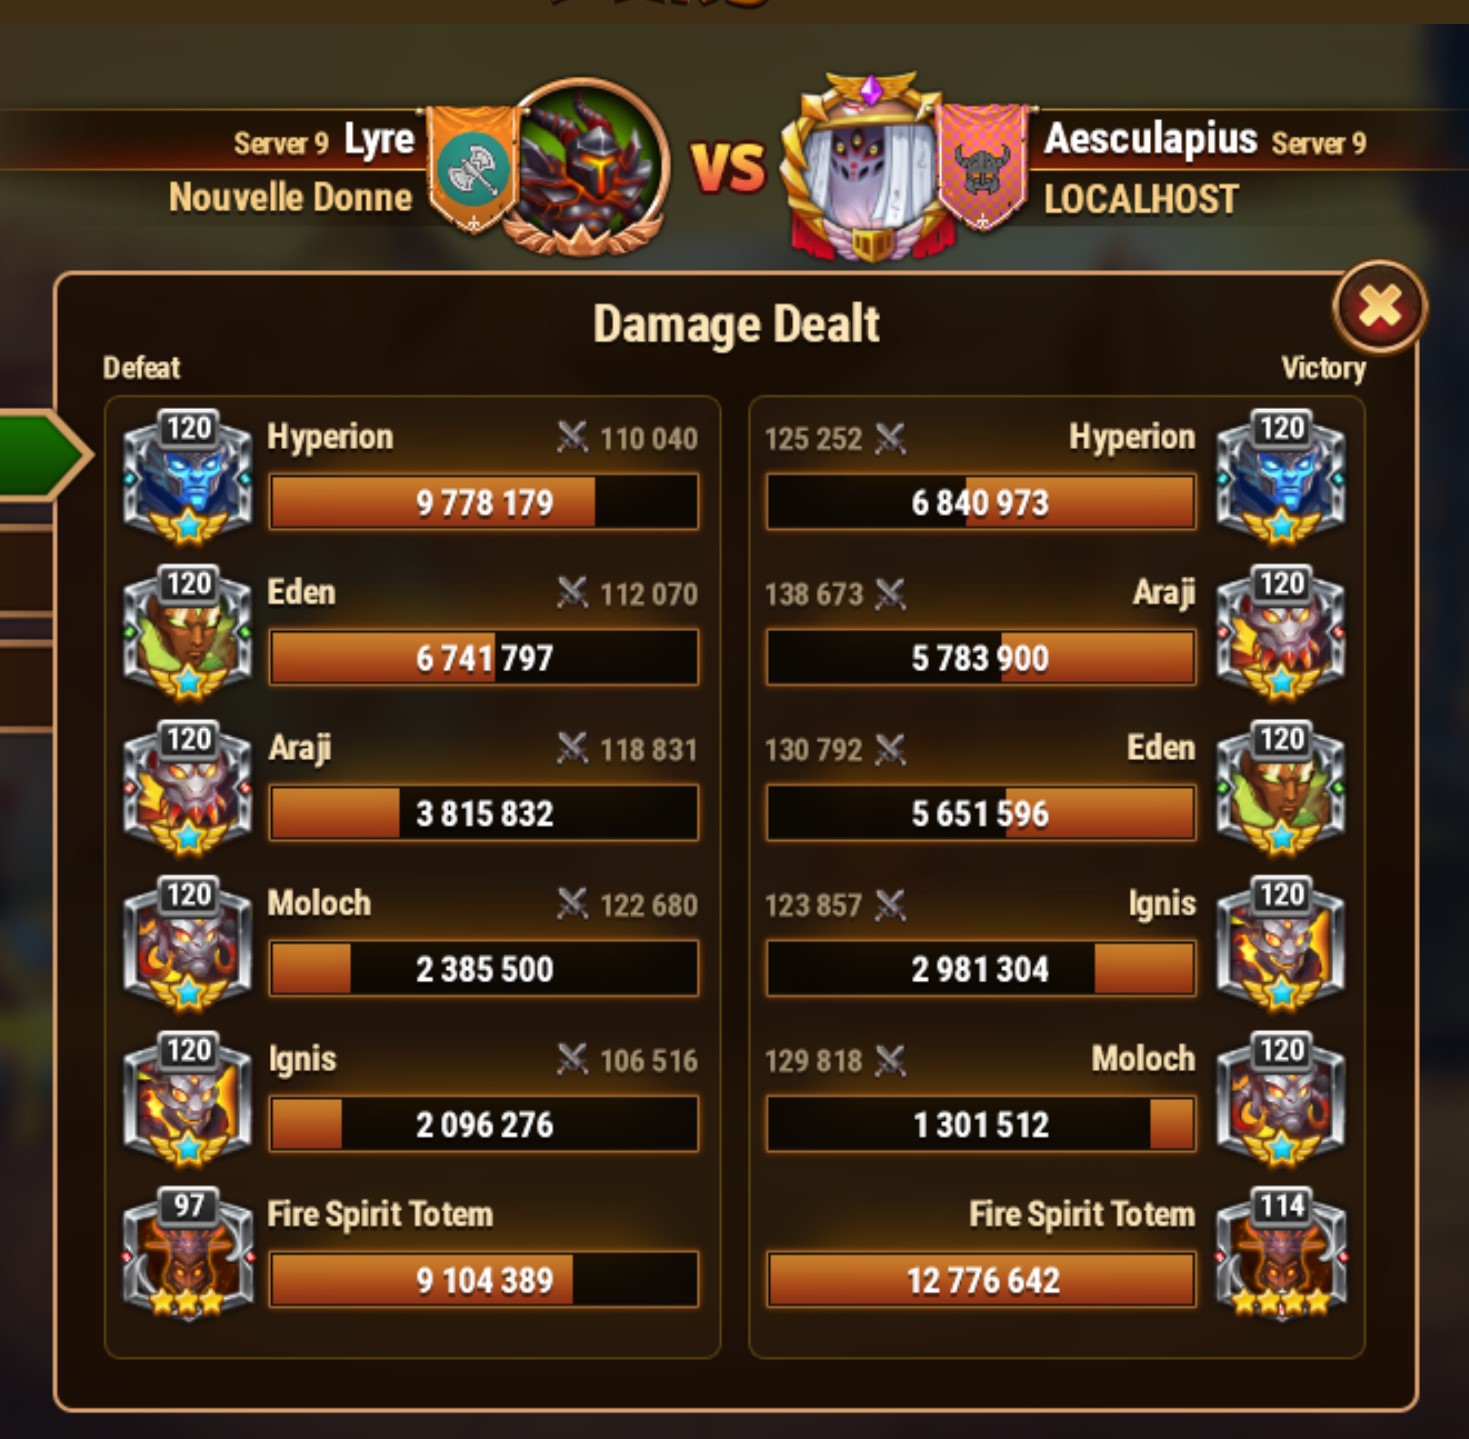 Server 9 Lyre
Nouvelle Donne
VS
Aesculapius Server 9
LOCALHOST
Damage Dealt
Defeat
Victory
120
Hyperion
110 040
9 778 179
120
Eden
112 070
6 741 797
120
Araji
118 831
3 815 832
120
Moloch
122 680
2 385 500
120
Ignis
106 516
2 096 276
97
Fire Spirit Totem
9 104 389
125 252
Hyperion
120
6 840 973
138 673
Araji
120
5 783 900
130 792
Eden
120
5 651 596
123 857
Ignis
120
2 981 304
129 818
Moloch
120
1 301 512
Fire Spirit Totem
114
12 776 642